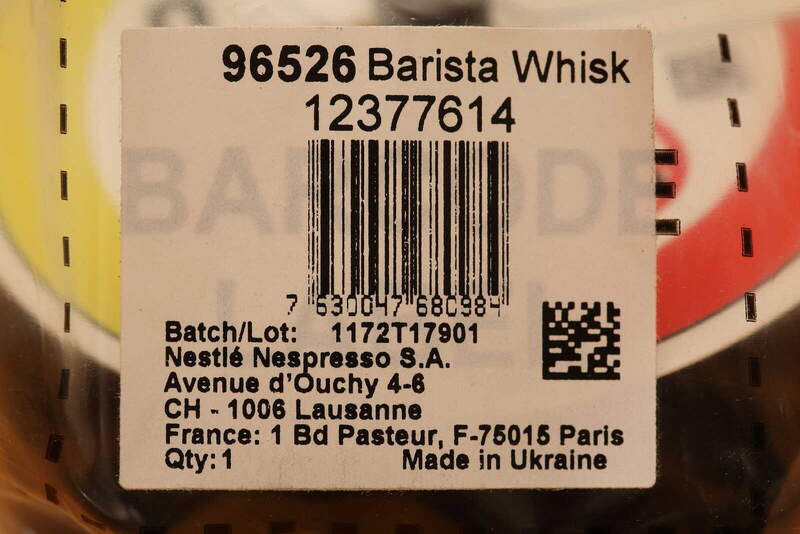 96526 Barista Whisk
12377614
BARCODE
7 630047 680984
Batch/Lot: 1172T17901
Nestlé Nespresso S.A.
Avenue d'Ouchy 4-6
CH - 1006 Lausanne
France: 1 Bd Pasteur, F-75015 Paris
Qty: 1 Made in Ukraine